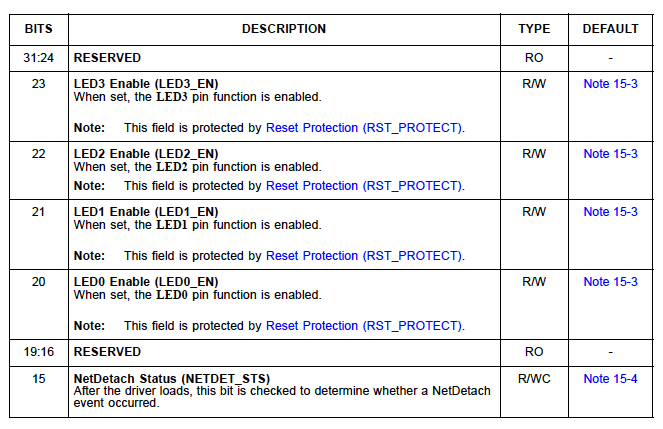 BITS DESCRIPTION TYPE DEFAULT
31:24 RESERVED RO -
23 LED3 Enable (LED3_EN) R/W Note 15-3
When set, the LED3 pin function is enabled.
Note: This field is protected by Reset Protection (RST_PROTECT).
22 LED2 Enable (LED2_EN) R/W Note 15-3
When set, the LED2 pin function is enabled.
Note: This field is protected by Reset Protection (RST_PROTECT).
21 LED1 Enable (LED1_EN) R/W Note 15-3
When set, the LED1 pin function is enabled.
Note: This field is protected by Reset Protection (RST_PROTECT).
20 LED0 Enable (LED0_EN) R/W Note 15-3
When set, the LED0 pin function is enabled.
Note: This field is protected by Reset Protection (RST_PROTECT).
19:16 RESERVED RO -
15 NetDetach Status (NETDET_STS) R/WC Note 15-4
After the driver loads, this bit is checked to determine whether a NetDetach
event occurred.